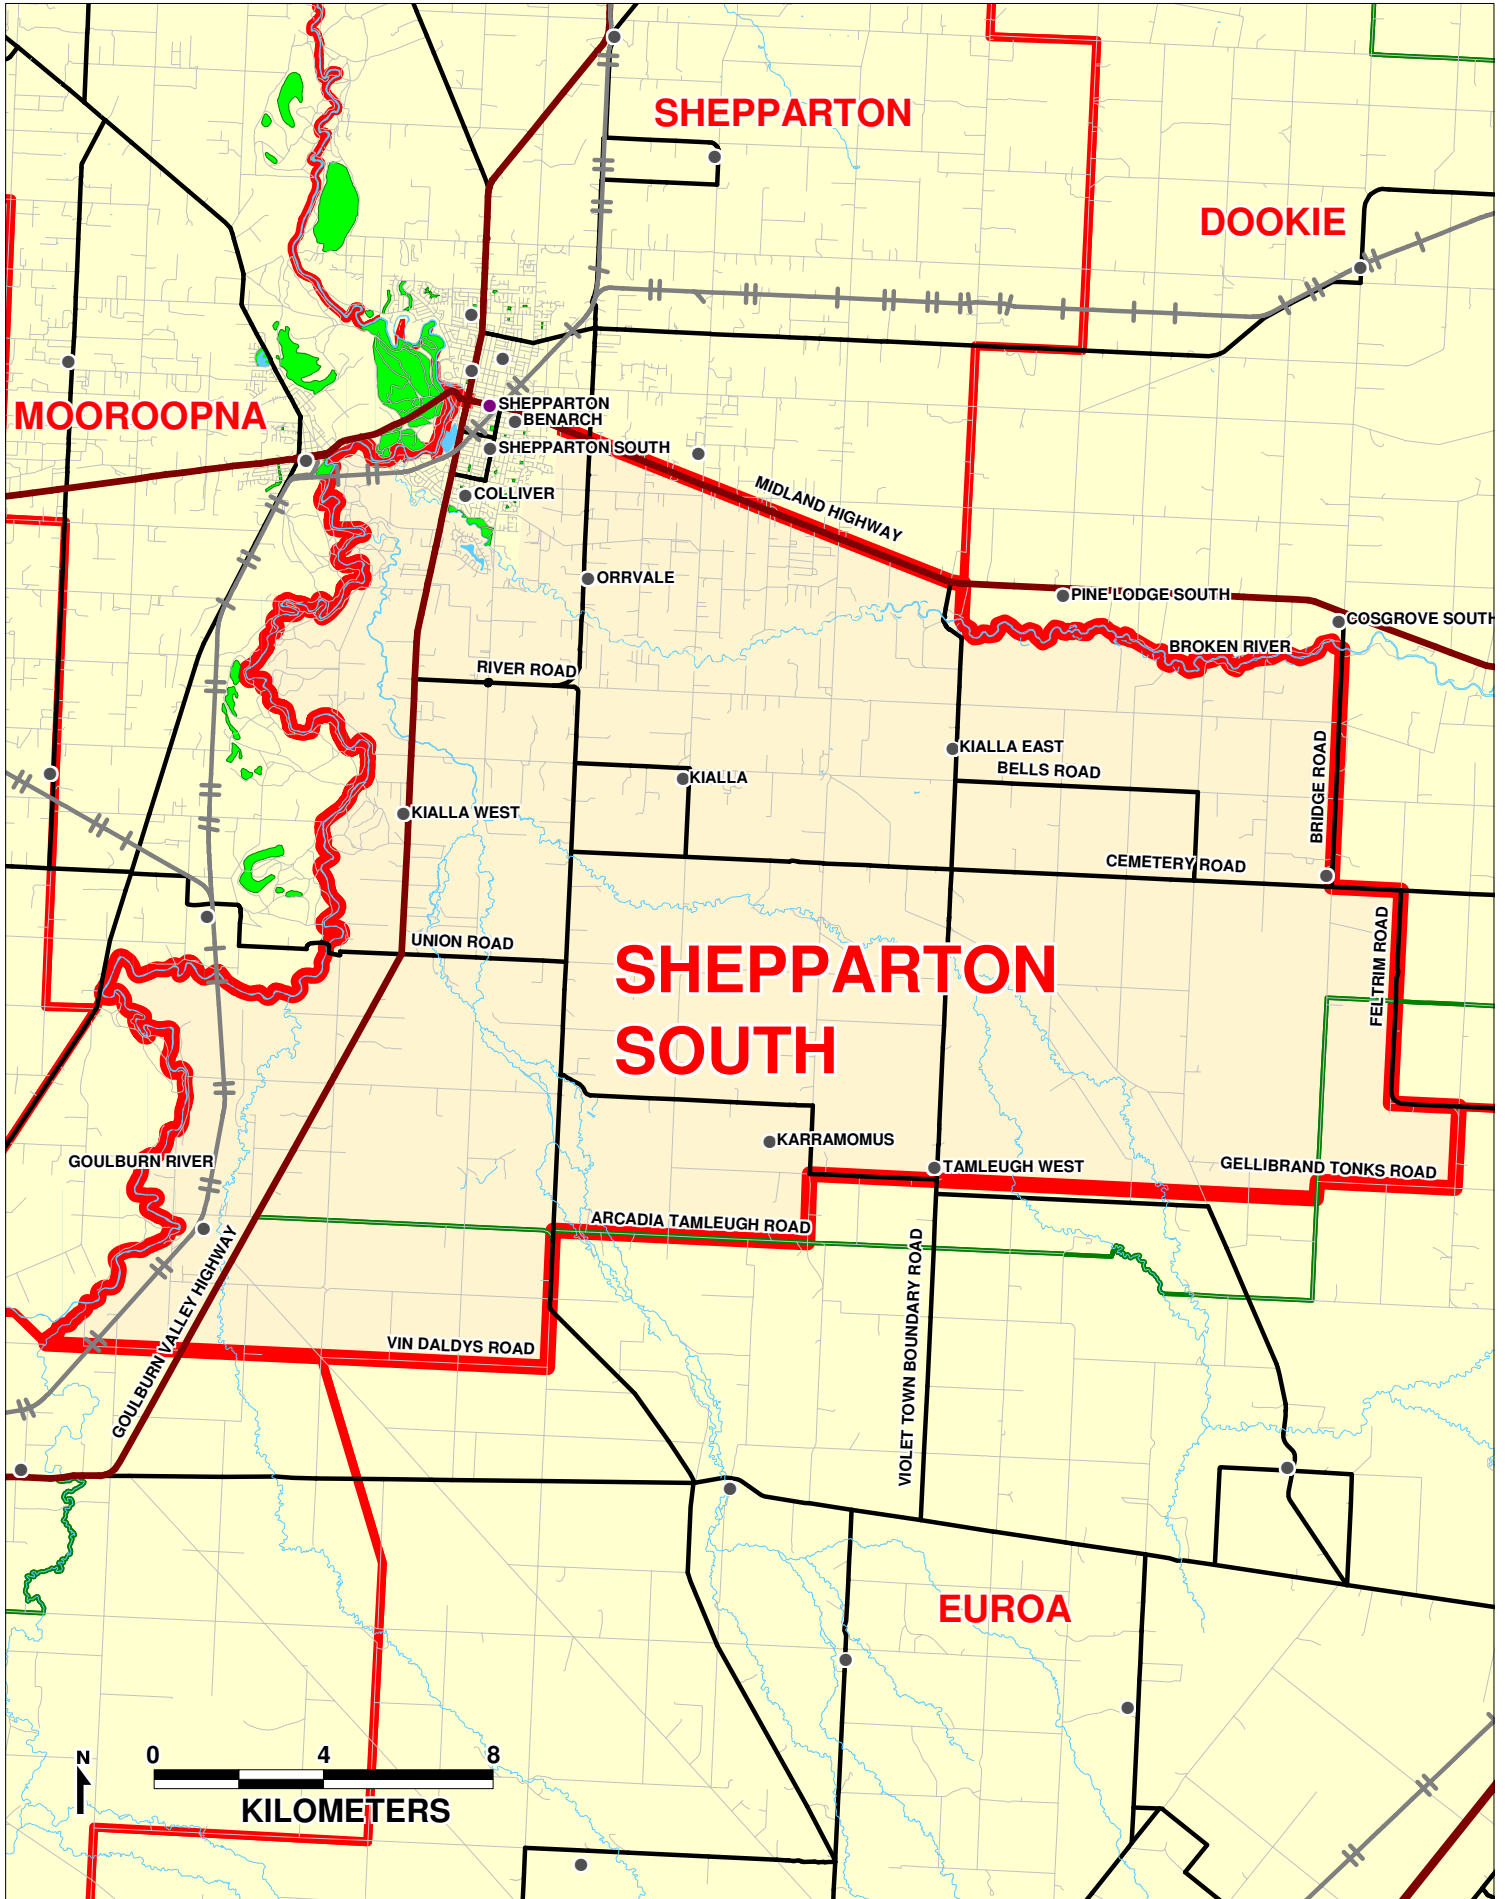 SHEPPARTON
DOOKIE
MOOROOPNA
SHEPPARTON
BENARCH
SHEPPARTON SOUTH
COLLIVER
MIDLAND HIGHWAY
ORRVALE
PINE LODGE SOUTH
COSGROVE SOUTH
BROKEN RIVER
RIVER ROAD
KIALLA EAST
BELLS ROAD
KIALLA
BRIDGE ROAD
KIALLA WEST
CEMETERY ROAD
UNION ROAD
FELTRIM ROAD
SHEPPARTON
SOUTH
KARRAMOMUS
TAMLEUGH WEST
GELLIBRAND TONKS ROAD
GOULBURN RIVER
ARCADIA TAMLEUGH ROAD
GOULBURN VALLEY HIGHWAY
VIOLET TOWN BOUNDARY ROAD
VIN DALDYS ROAD
EUROA
N
0 4 8
KILOMETERS